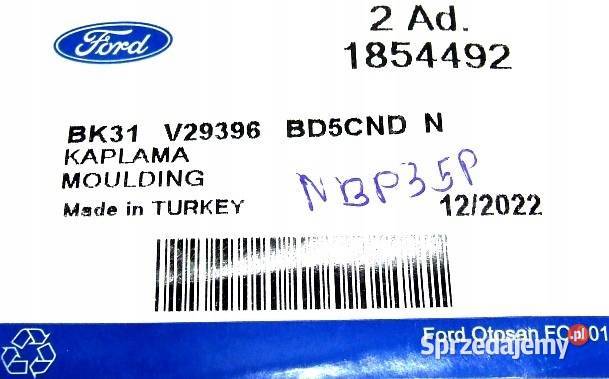 Ford
2 Ad.
1854492
BK31 V29396 BD5CND N
KAPLAMA
MOULDING
NBP35P
Made in TURKEY
12/2022
Ford Otosan
Sprzedajemy.pl